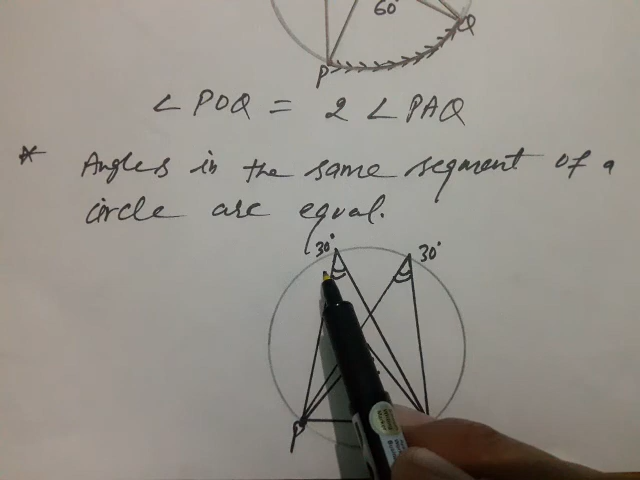 60°
Q
P
∠ POQ = 2 ∠ PAQ
* Angles in the same segment of a
circle are equal.
30° 30°
P